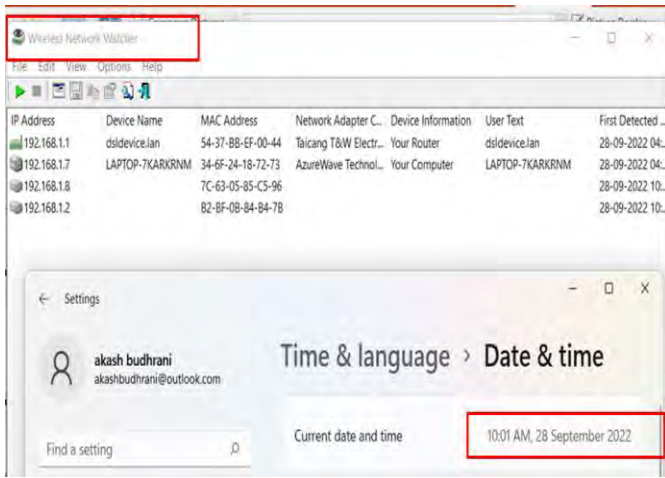 Wireless Network Watcher
File Edit View Options Help
IP Address Device Name MAC Address Network Adapter C... Device Information User Text First Detected ...
192.168.1.1 dsldevice.lan 54-37-BB-EF-00-44 Taicang T&W Electr... Your Router dsldevice.lan 28-09-2022 04:...
192.168.1.7 LAPTOP-7KARKRNM 34-6F-24-18-72-73 AzureWave Technol... Your Computer LAPTOP-7KARKRNM 28-09-2022 04:...
192.168.1.8 7C-63-05-85-C5-96 28-09-2022 10:...
192.168.1.2 B2-BF-0B-84-B4-7B 28-09-2022 10:...
Settings
akash budhrani
akashbudhrani@outlook.com
Find a setting
Time & language > Date & time
Current date and time 10:01 AM, 28 September 2022